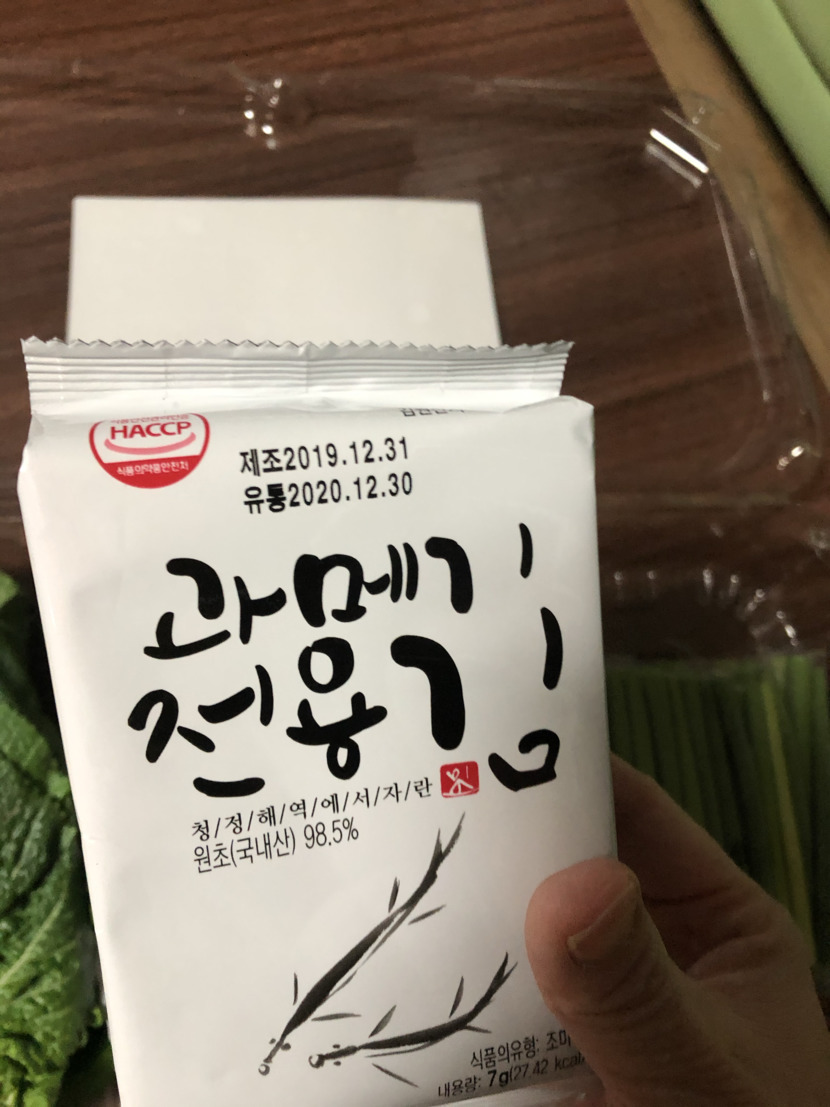 HACCP
식품의약품안전처
제조2019.12.31
유통2020.12.30
과메기
전용김
청/정/해/역/에/서/자/란
원초(국내산) 98.5%
식품의유형: 조미
내용량: 7g(27.42 kcal